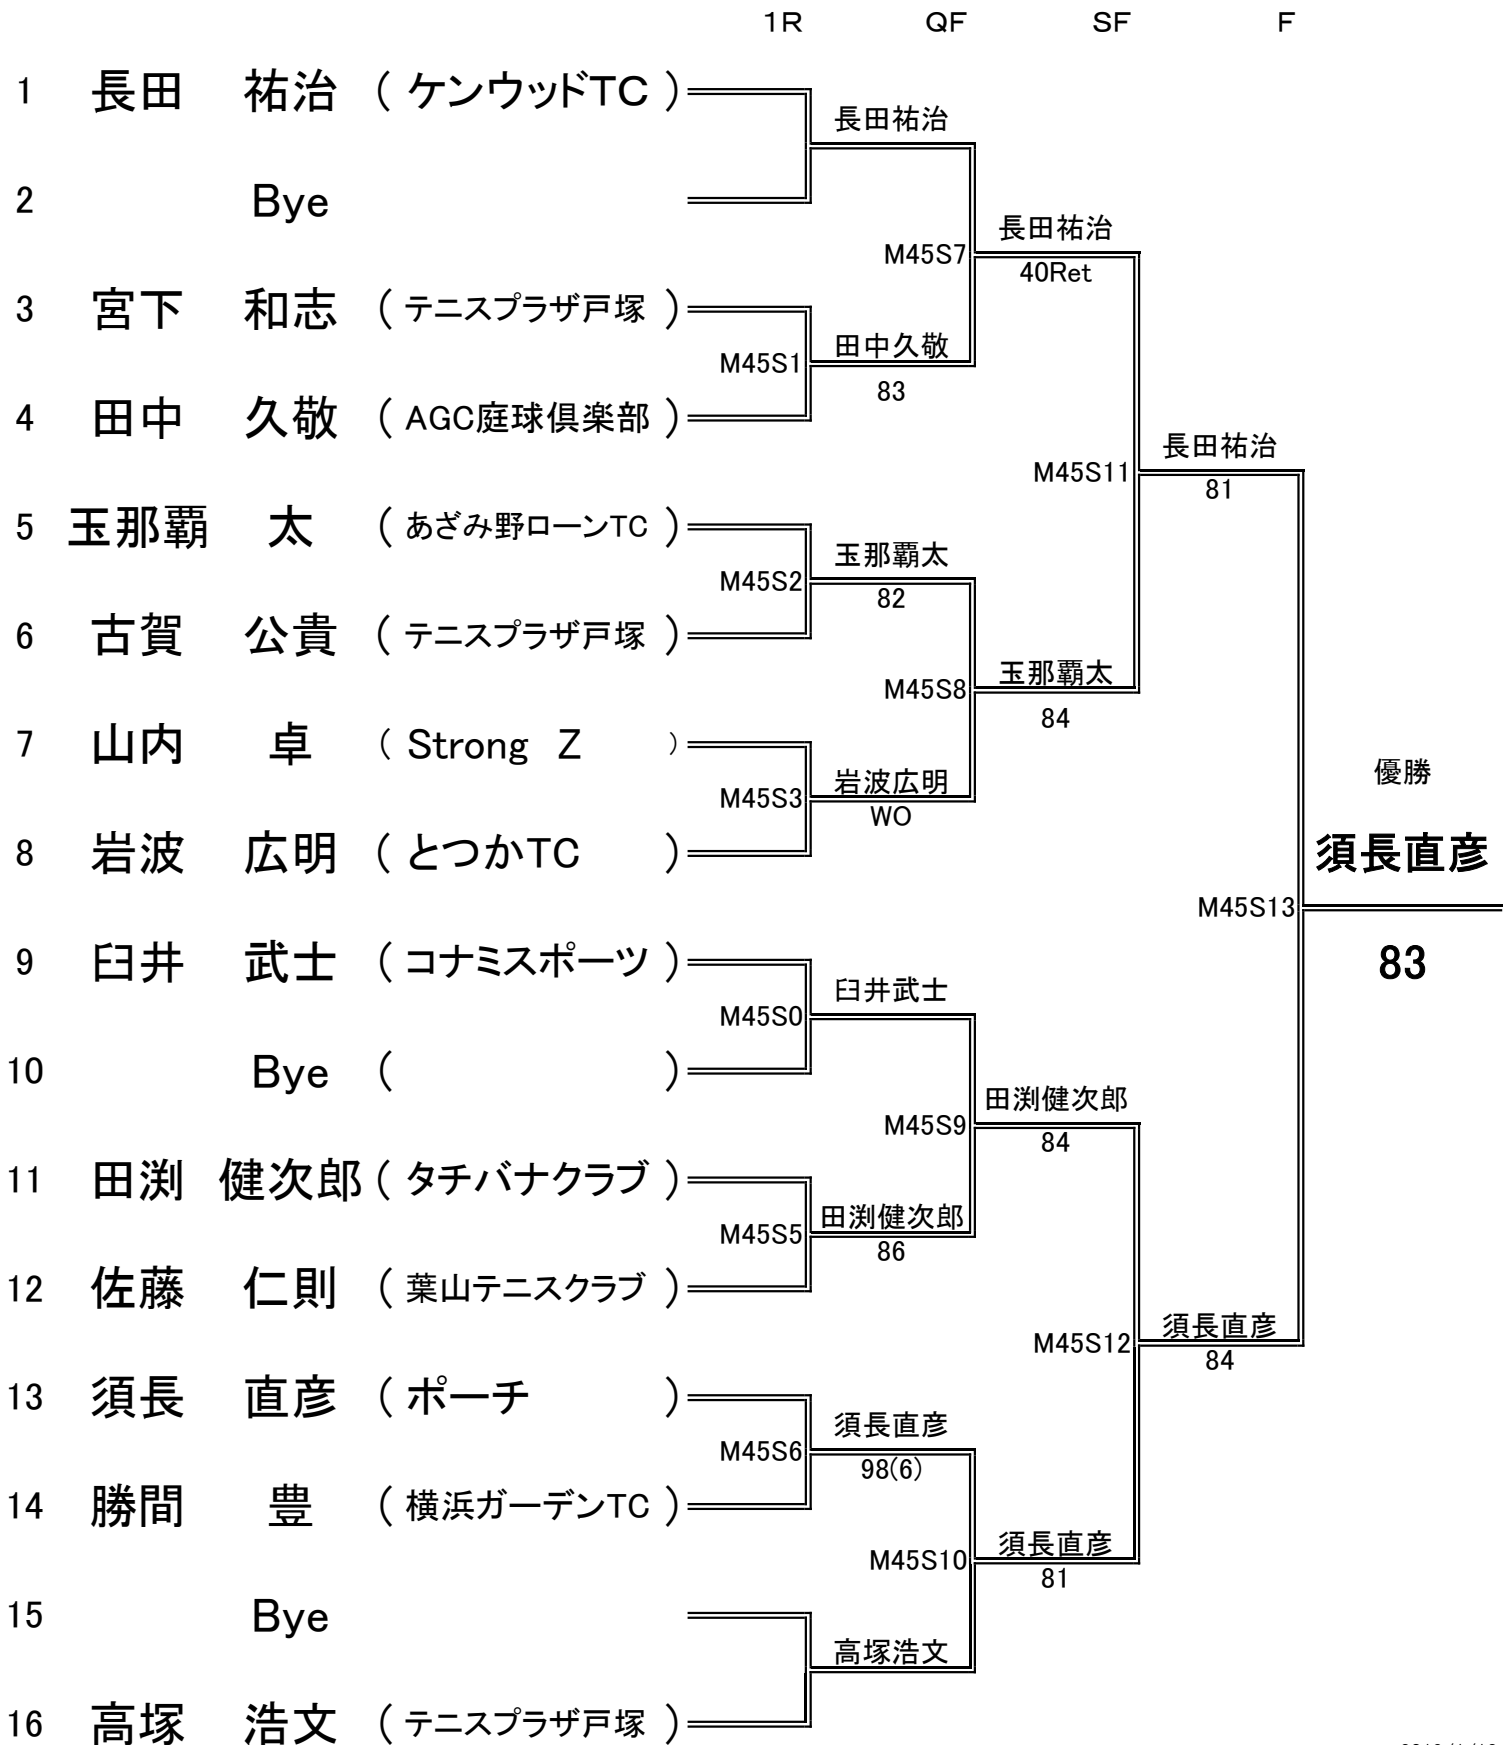 1R QF SF F
1 長田 祐治 ( ケンウッドTC )
長田祐治
2 Bye
長田祐治
M45S7
40Ret
3 宮下 和志 ( テニスプラザ戸塚 )
田中久敬
M45S1
83
4 田中 久敬 ( AGC庭球倶楽部 )
長田祐治
M45S11
81
5 玉那覇 太 ( あざみ野ローンTC )
玉那覇太
M45S2
82
6 古賀 公貴 ( テニスプラザ戸塚 )
玉那覇太
M45S8
84
7 山内 卓 ( Strong Z )
優勝
岩波広明
M45S3
WO
8 岩波 広明 ( とつかTC )
須長直彦
M45S13
83
9 臼井 武士 ( コナミスポーツ )
臼井武士
M45S0
10 Bye ( )
田渕健次郎
M45S9
84
11 田渕 健次郎 ( タチバナクラブ )
田渕健次郎
M45S5
86
12 佐藤 仁則 ( 葉山テニスクラブ )
須長直彦
M45S12
84
13 須長 直彦 ( ポーチ )
須長直彦
M45S6
98(6)
14 勝間 豊 ( 横浜ガーデンTC )
須長直彦
M45S10
81
15 Bye
高塚浩文
16 高塚 浩文 ( テニスプラザ戸塚 )